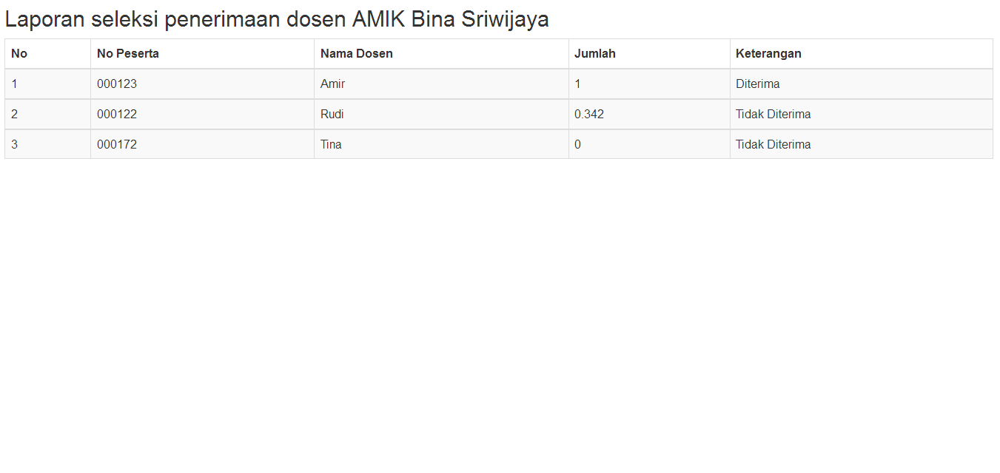 Laporan seleksi penerimaan dosen AMIK Bina Sriwijaya
No No Peserta Nama Dosen Jumlah Keterangan
1 000123 Amir 1 Diterima
2 000122 Rudi 0.342 Tidak Diterima
3 000172 Tina 0 Tidak Diterima